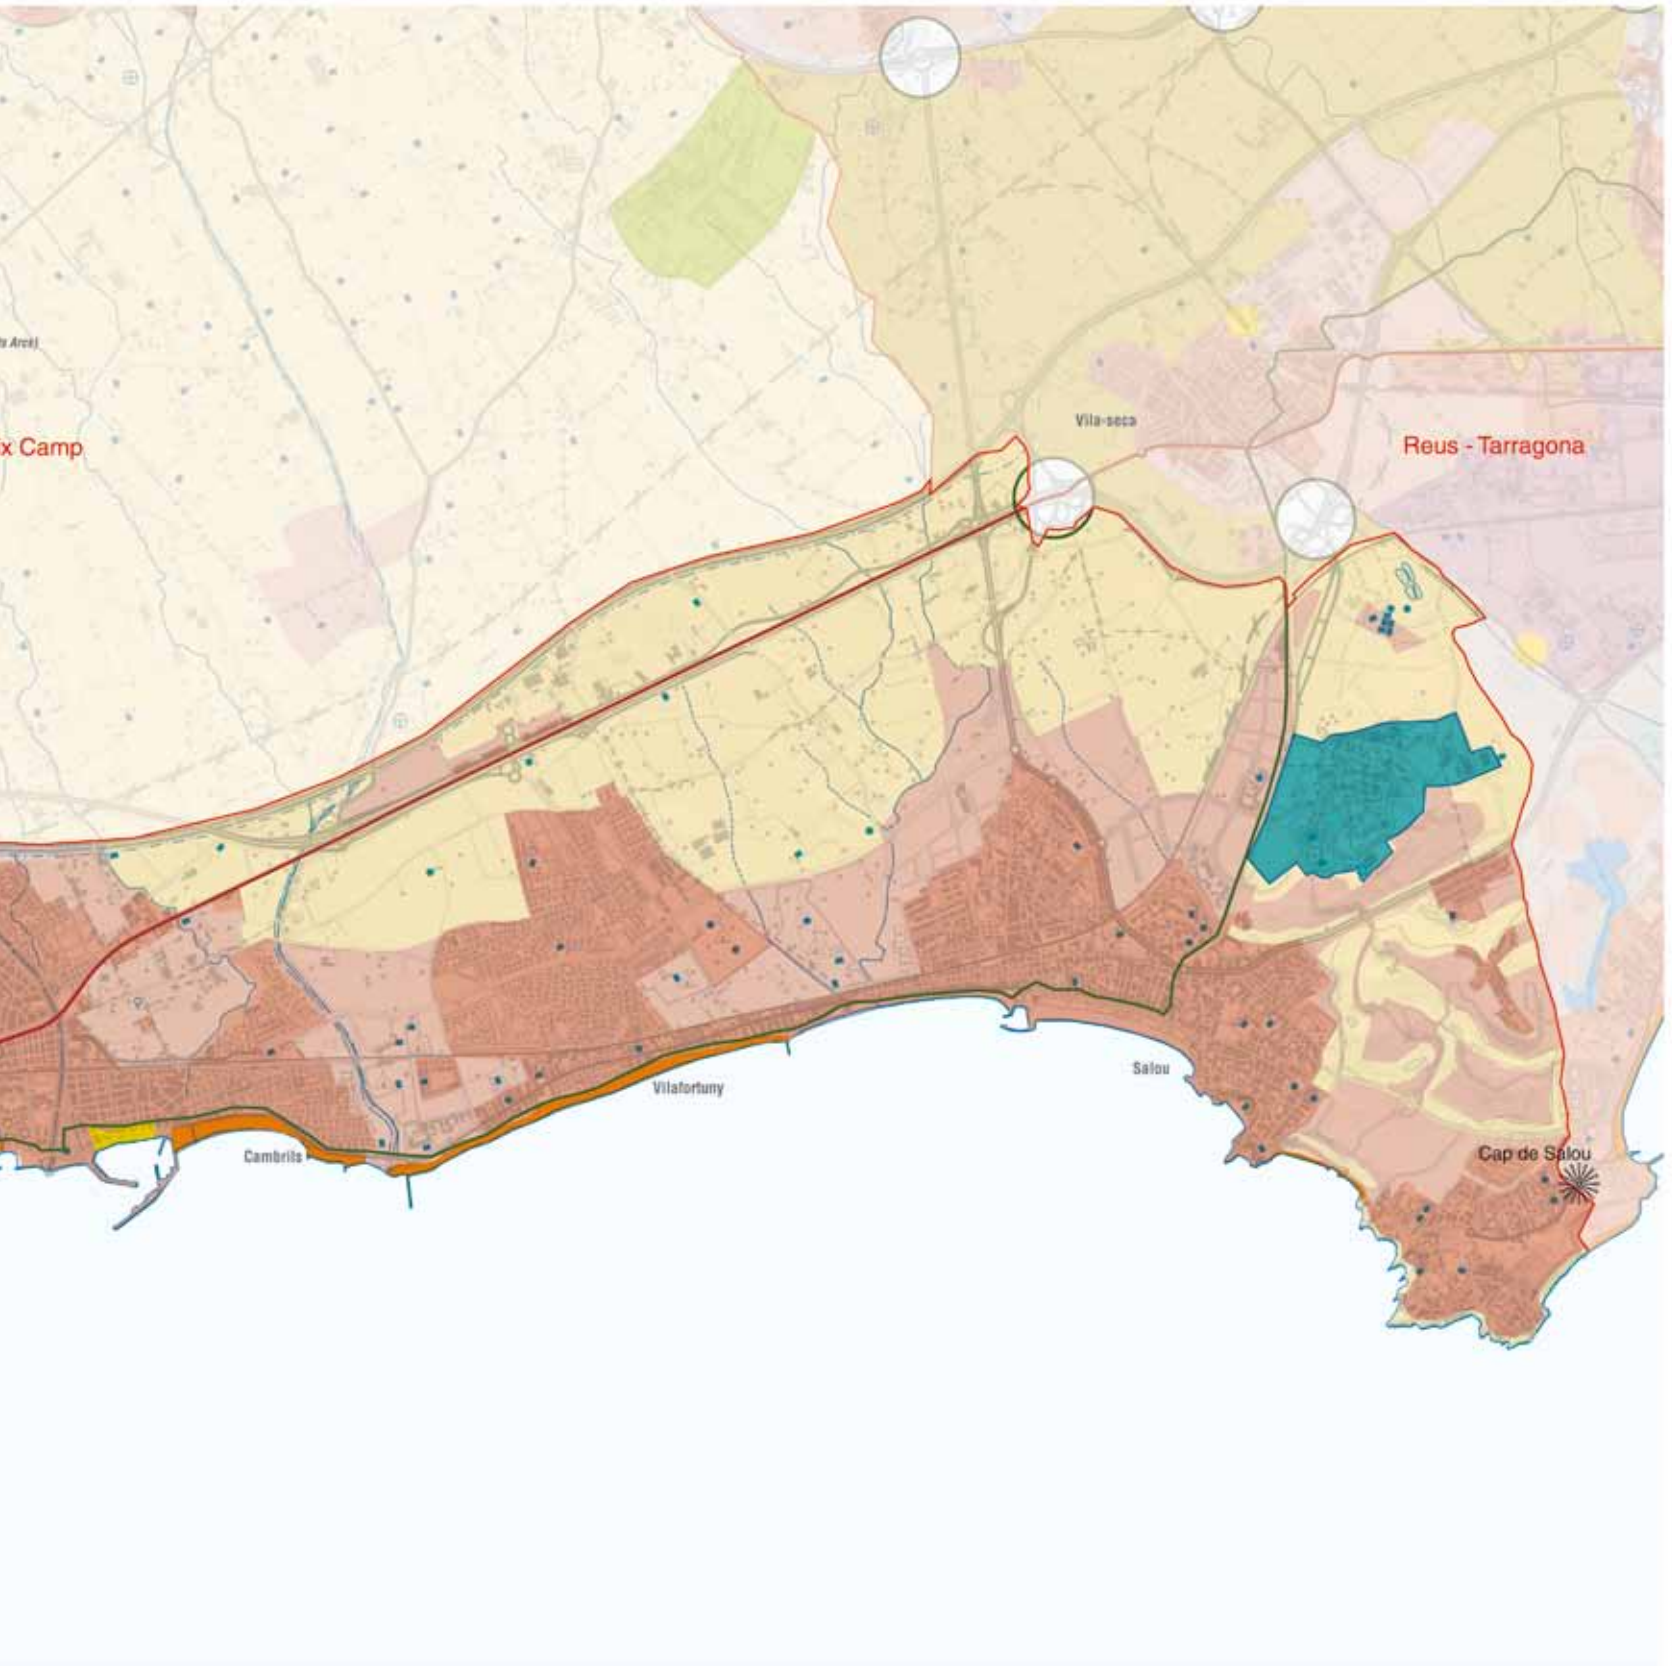 Vila-seca
x Camp
Reus - Tarragona
Salou
Vilafortuny
Cambrils
Cap de Salou